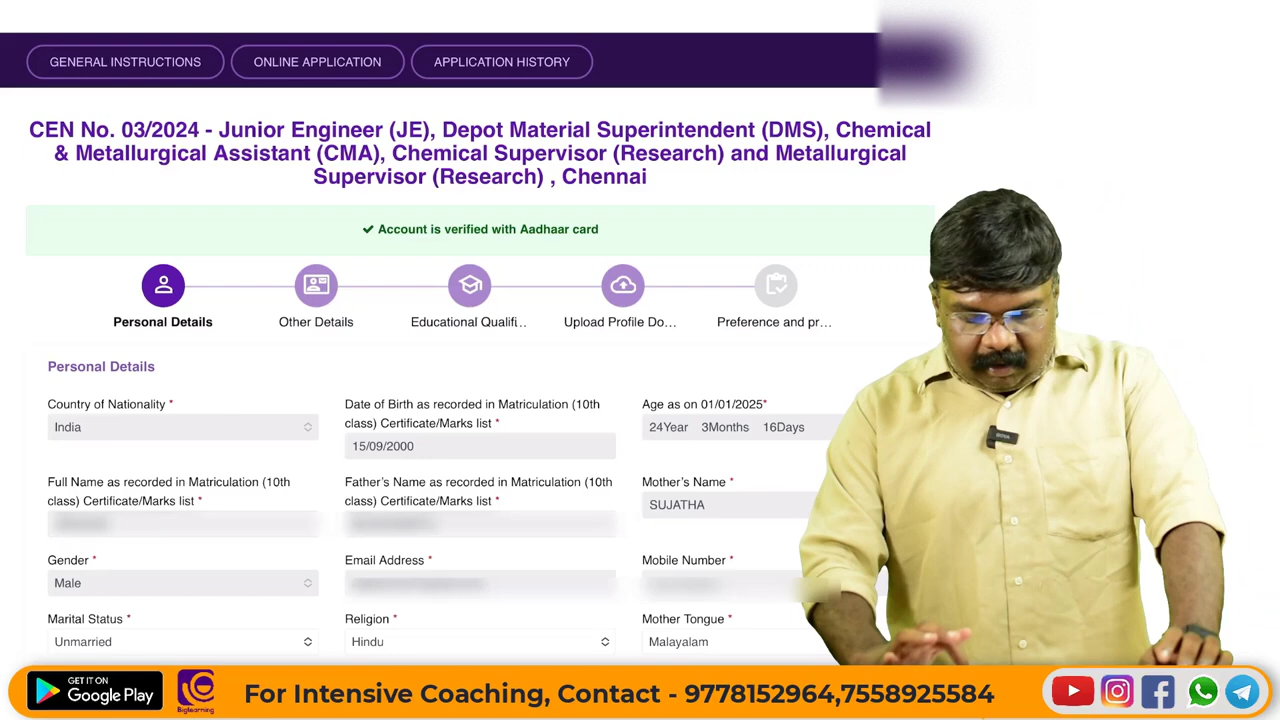 GENERAL INSTRUCTIONS
ONLINE APPLICATION
APPLICATION HISTORY
CEN No. 03/2024 - Junior Engineer (JE), Depot Material Superintendent (DMS), Chemical
& Metallurgical Assistant (CMA), Chemical Supervisor (Research) and Metallurgical
Supervisor (Research) , Chennai
Account is verified with Aadhaar card
Personal Details
Other Details
Educational Qualifi...
Upload Profile Do...
Preference and pr...
Personal Details
Country of Nationality *
India
Date of Birth as recorded in Matriculation (10th
class) Certificate/Marks list *
15/09/2000
Age as on 01/01/2025*
24Year 3Months 16Days
Full Name as recorded in Matriculation (10th
class) Certificate/Marks list *
Father's Name as recorded in Matriculation (10th
class) Certificate/Marks list *
Mother's Name *
SUJATHA
Gender *
Male
Email Address *
Mobile Number *
Marital Status *
Unmarried
Religion *
Hindu
Mother Tongue *
Malayalam
GET IT ON
Google Play
Biglearning
For Intensive Coaching, Contact - 9778152964,7558925584